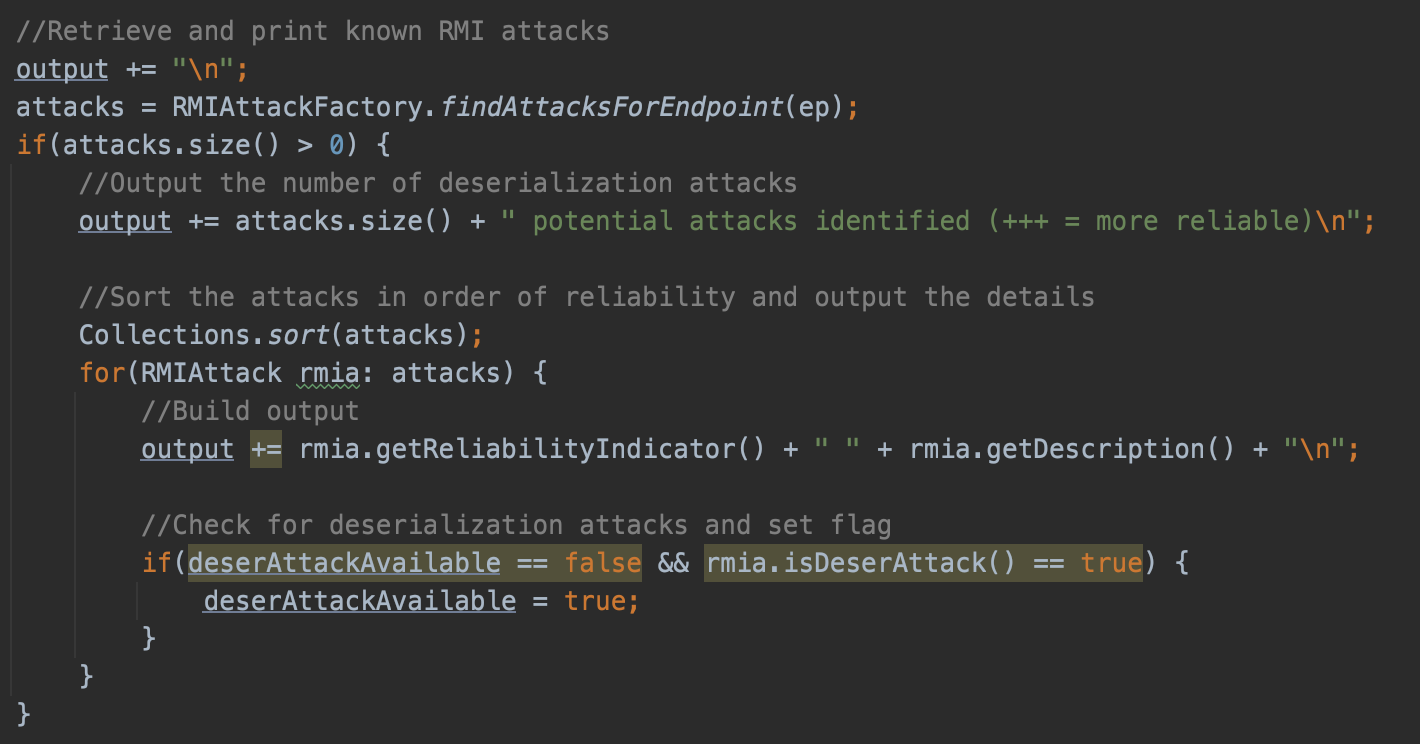 //Retrieve and print known RMI attacks
output += "\n";
attacks = RMIAttackFactory.findAttacksForEndpoint(ep);
if(attacks.size() > 0) {
    //Output the number of deserialization attacks
    output += attacks.size() + " potential attacks identified (+++ = more reliable)\n";

    //Sort the attacks in order of reliability and output the details
    Collections.sort(attacks);
    for(RMIAttack rmia: attacks) {
        //Build output
        output += rmia.getReliabilityIndicator() + " " + rmia.getDescription() + "\n";

        //Check for deserialization attacks and set flag
        if(deserAttackAvailable == false && rmia.isDeserAttack() == true) {
            deserAttackAvailable = true;
        }
    }
}